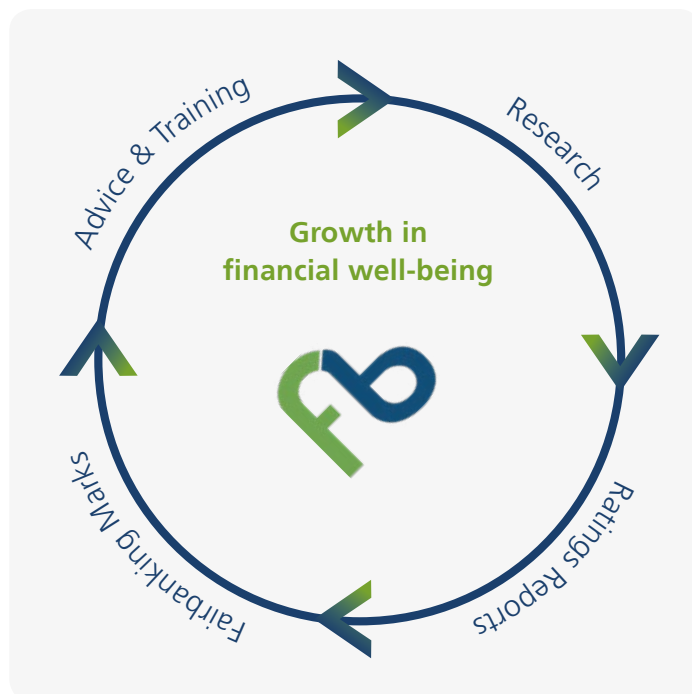 Advice & Training
Research
Growth in
financial well-being
Ratings Reports
Fairbanking Marks